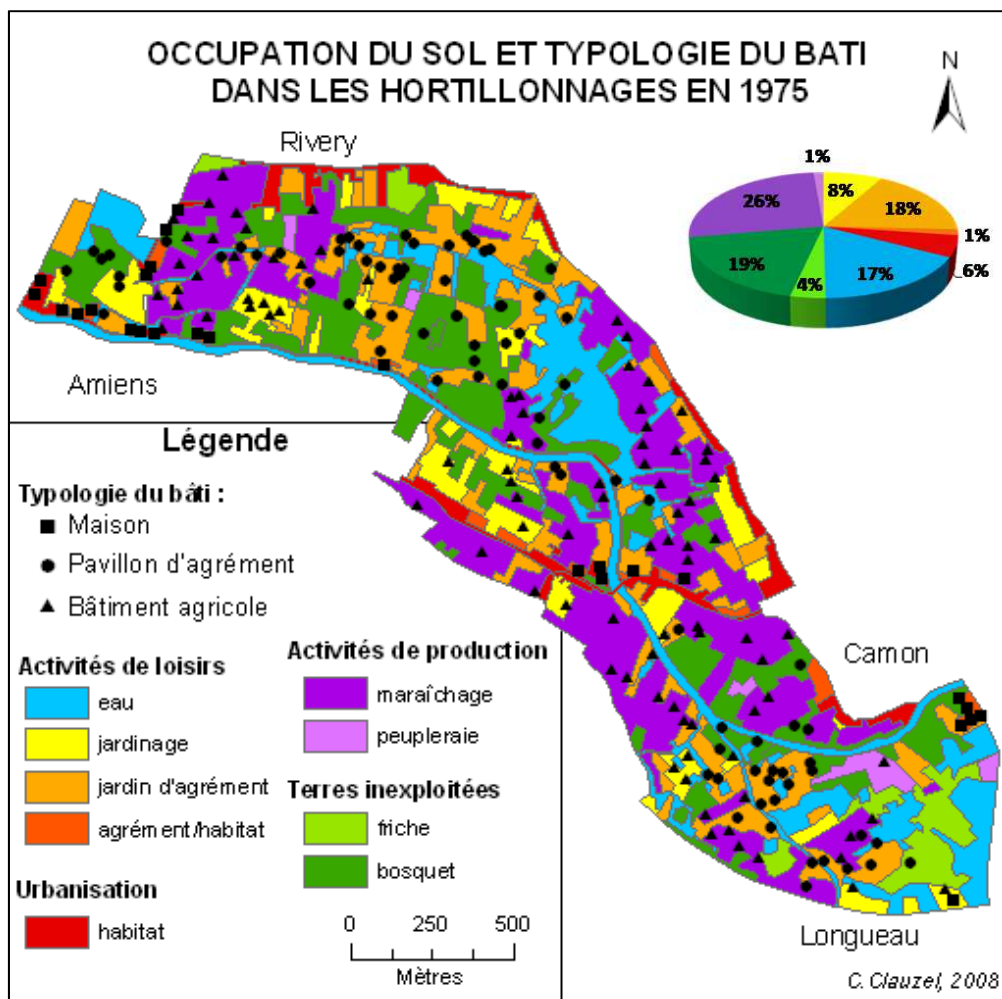 OCCUPATION DU SOL ET TYPOLOGIE DU BATI
DANS LES HORTILLONNAGES EN 1975
N
Rivery
1%
8%
18%
1%
6%
17%
4%
19%
26%
Amiens
Légende
Typologie du bâti :
Maison
Pavillon d'agrément
Bâtiment agricole
Activités de loisirs
eau
jardinage
jardin d'agrément
agrément/habitat
Urbanisation
habitat
Activités de production
maraîchage
peupleraie
Terres inexploitées
friche
bosquet
0 250 500
Mètres
Camon
Longueau
C. Clauzel, 2008